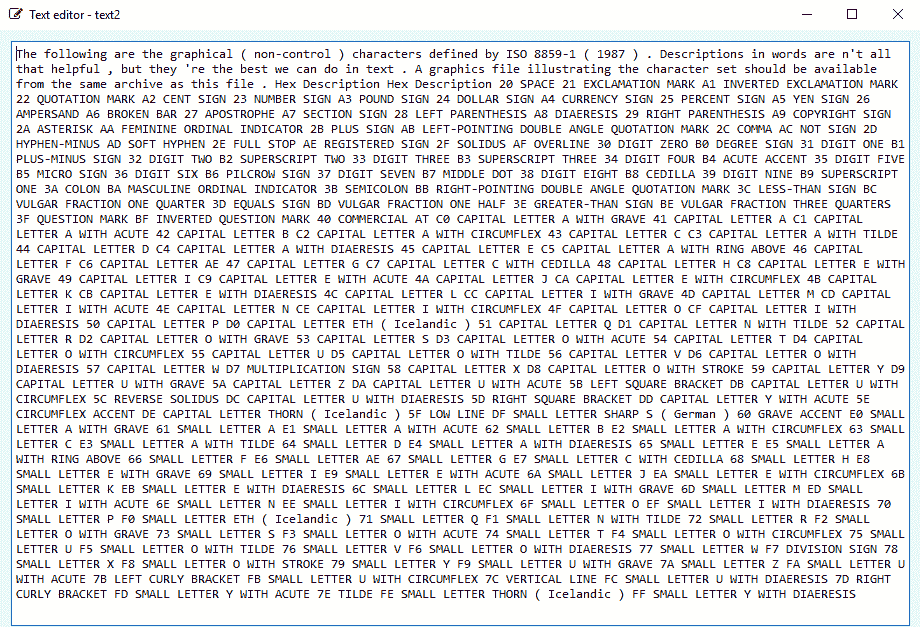 Text editor - text2
The following are the graphical ( non-control ) characters defined by ISO 8859-1 ( 1987 ) . Descriptions in words are n't all
that helpful , but they 're the best we can do in text . A graphics file illustrating the character set should be available
from the same archive as this file . Hex Description Hex Description 20 SPACE 21 EXCLAMATION MARK A1 INVERTED EXCLAMATION MARK
22 QUOTATION MARK A2 CENT SIGN 23 NUMBER SIGN A3 POUND SIGN 24 DOLLAR SIGN A4 CURRENCY SIGN 25 PERCENT SIGN A5 YEN SIGN 26
AMPERSAND A6 BROKEN BAR 27 APOSTROPHE A7 SECTION SIGN 28 LEFT PARENTHESIS A8 DIAERESIS 29 RIGHT PARENTHESIS A9 COPYRIGHT SIGN
2A ASTERISK AA FEMININE ORDINAL INDICATOR 2B PLUS SIGN AB LEFT-POINTING DOUBLE ANGLE QUOTATION MARK 2C COMMA AC NOT SIGN 2D
HYPHEN-MINUS AD SOFT HYPHEN 2E FULL STOP AE REGISTERED SIGN 2F SOLIDUS AF OVERLINE 30 DIGIT ZERO B0 DEGREE SIGN 31 DIGIT ONE B1
PLUS-MINUS SIGN 32 DIGIT TWO B2 SUPERSCRIPT TWO 33 DIGIT THREE B3 SUPERSCRIPT THREE 34 DIGIT FOUR B4 ACUTE ACCENT 35 DIGIT FIVE
B5 MICRO SIGN 36 DIGIT SIX B6 PILCROW SIGN 37 DIGIT SEVEN B7 MIDDLE DOT 38 DIGIT EIGHT B8 CEDILLA 39 DIGIT NINE B9 SUPERSCRIPT
ONE 3A COLON BA MASCULINE ORDINAL INDICATOR 3B SEMICOLON BB RIGHT-POINTING DOUBLE ANGLE QUOTATION MARK 3C LESS-THAN SIGN BC
VULGAR FRACTION ONE QUARTER 3D EQUALS SIGN BD VULGAR FRACTION ONE HALF 3E GREATER-THAN SIGN BE VULGAR FRACTION THREE QUARTERS
3F QUESTION MARK BF INVERTED QUESTION MARK 40 COMMERCIAL AT C0 CAPITAL LETTER A WITH GRAVE 41 CAPITAL LETTER A C1 CAPITAL
LETTER A WITH ACUTE 42 CAPITAL LETTER B C2 CAPITAL LETTER A WITH CIRCUMFLEX 43 CAPITAL LETTER C C3 CAPITAL LETTER A WITH TILDE
44 CAPITAL LETTER D C4 CAPITAL LETTER A WITH DIAERESIS 45 CAPITAL LETTER E C5 CAPITAL LETTER A WITH RING ABOVE 46 CAPITAL
LETTER F C6 CAPITAL LETTER AE 47 CAPITAL LETTER G C7 CAPITAL LETTER C WITH CEDILLA 48 CAPITAL LETTER H C8 CAPITAL LETTER E WITH
GRAVE 49 CAPITAL LETTER I C9 CAPITAL LETTER E WITH ACUTE 4A CAPITAL LETTER J CA CAPITAL LETTER E WITH CIRCUMFLEX 4B CAPITAL
LETTER K CB CAPITAL LETTER E WITH DIAERESIS 4C CAPITAL LETTER L CC CAPITAL LETTER I WITH GRAVE 4D CAPITAL LETTER M CD CAPITAL
LETTER I WITH ACUTE 4E CAPITAL LETTER N CE CAPITAL LETTER I WITH CIRCUMFLEX 4F CAPITAL LETTER O CF CAPITAL LETTER I WITH
DIAERESIS 50 CAPITAL LETTER P D0 CAPITAL LETTER ETH ( Icelandic ) 51 CAPITAL LETTER Q D1 CAPITAL LETTER N WITH TILDE 52 CAPITAL
LETTER R D2 CAPITAL LETTER O WITH GRAVE 53 CAPITAL LETTER S D3 CAPITAL LETTER O WITH ACUTE 54 CAPITAL LETTER T D4 CAPITAL
LETTER O WITH CIRCUMFLEX 55 CAPITAL LETTER U D5 CAPITAL LETTER O WITH TILDE 56 CAPITAL LETTER V D6 CAPITAL LETTER O WITH
DIAERESIS 57 CAPITAL LETTER W D7 MULTIPLICATION SIGN 58 CAPITAL LETTER X D8 CAPITAL LETTER O WITH STROKE 59 CAPITAL LETTER Y D9
CAPITAL LETTER U WITH GRAVE 5A CAPITAL LETTER Z DA CAPITAL LETTER U WITH ACUTE 5B LEFT SQUARE BRACKET DB CAPITAL LETTER U WITH
CIRCUMFLEX 5C REVERSE SOLIDUS DC CAPITAL LETTER U WITH DIAERESIS 5D RIGHT SQUARE BRACKET DD CAPITAL LETTER Y WITH ACUTE 5E
CIRCUMFLEX ACCENT DE CAPITAL LETTER THORN ( Icelandic ) 5F LOW LINE DF SMALL LETTER SHARP S ( German ) 60 GRAVE ACCENT E0 SMALL
LETTER A WITH GRAVE 61 SMALL LETTER A E1 SMALL LETTER A WITH ACUTE 62 SMALL LETTER B E2 SMALL LETTER A WITH CIRCUMFLEX 63 SMALL
LETTER C E3 SMALL LETTER A WITH TILDE 64 SMALL LETTER D E4 SMALL LETTER A WITH DIAERESIS 65 SMALL LETTER E E5 SMALL LETTER A
WITH RING ABOVE 66 SMALL LETTER F E6 SMALL LETTER AE 67 SMALL LETTER G E7 SMALL LETTER C WITH CEDILLA 68 SMALL LETTER H E8
SMALL LETTER E WITH GRAVE 69 SMALL LETTER I E9 SMALL LETTER E WITH ACUTE 6A SMALL LETTER J EA SMALL LETTER E WITH CIRCUMFLEX 6B
SMALL LETTER K EB SMALL LETTER E WITH DIAERESIS 6C SMALL LETTER L EC SMALL LETTER I WITH GRAVE 6D SMALL LETTER M ED SMALL
LETTER I WITH ACUTE 6E SMALL LETTER N EE SMALL LETTER I WITH CIRCUMFLEX 6F SMALL LETTER O EF SMALL LETTER I WITH DIAERESIS 70
SMALL LETTER P F0 SMALL LETTER ETH ( Icelandic ) 71 SMALL LETTER Q F1 SMALL LETTER N WITH TILDE 72 SMALL LETTER R F2 SMALL
LETTER O WITH GRAVE 73 SMALL LETTER S F3 SMALL LETTER O WITH ACUTE 74 SMALL LETTER T F4 SMALL LETTER O WITH CIRCUMFLEX 75 SMALL
LETTER U F5 SMALL LETTER O WITH TILDE 76 SMALL LETTER V F6 SMALL LETTER O WITH DIAERESIS 77 SMALL LETTER W F7 DIVISION SIGN 78
SMALL LETTER X F8 SMALL LETTER O WITH STROKE 79 SMALL LETTER Y F9 SMALL LETTER U WITH GRAVE 7A SMALL LETTER Z FA SMALL LETTER U
WITH ACUTE 7B LEFT CURLY BRACKET FB SMALL LETTER U WITH CIRCUMFLEX 7C VERTICAL LINE FC SMALL LETTER U WITH DIAERESIS 7D RIGHT
CURLY BRACKET FD SMALL LETTER Y WITH ACUTE 7E TILDE FE SMALL LETTER THORN ( Icelandic ) FF SMALL LETTER Y WITH DIAERESIS